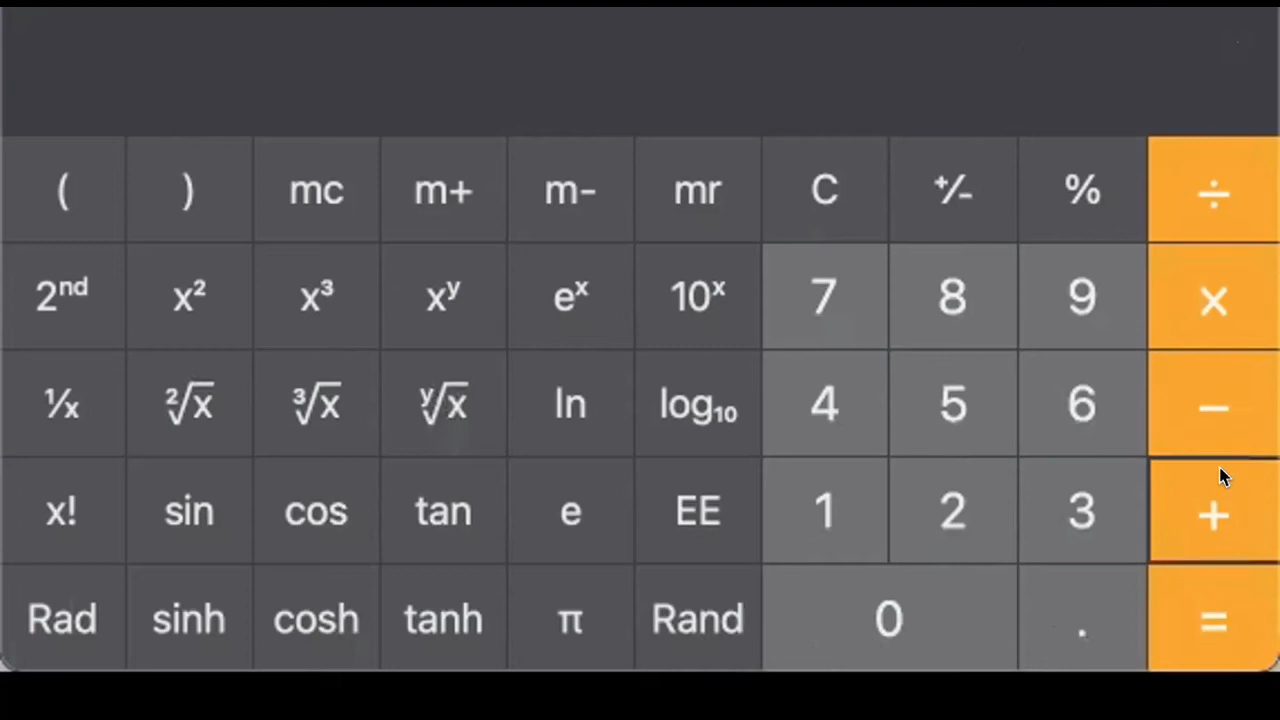 ( ) mc m+ m- mr C ⁺⁄₋ % ÷
2ⁿᵈ x² x³ xʸ eˣ 10ˣ 7 8 9 ×
¹⁄ₓ ²√x ³√x ʸ√x ln log₁₀ 4 5 6 −
x! sin cos tan e EE 1 2 3 +
Rad sinh cosh tanh π Rand 0 . =